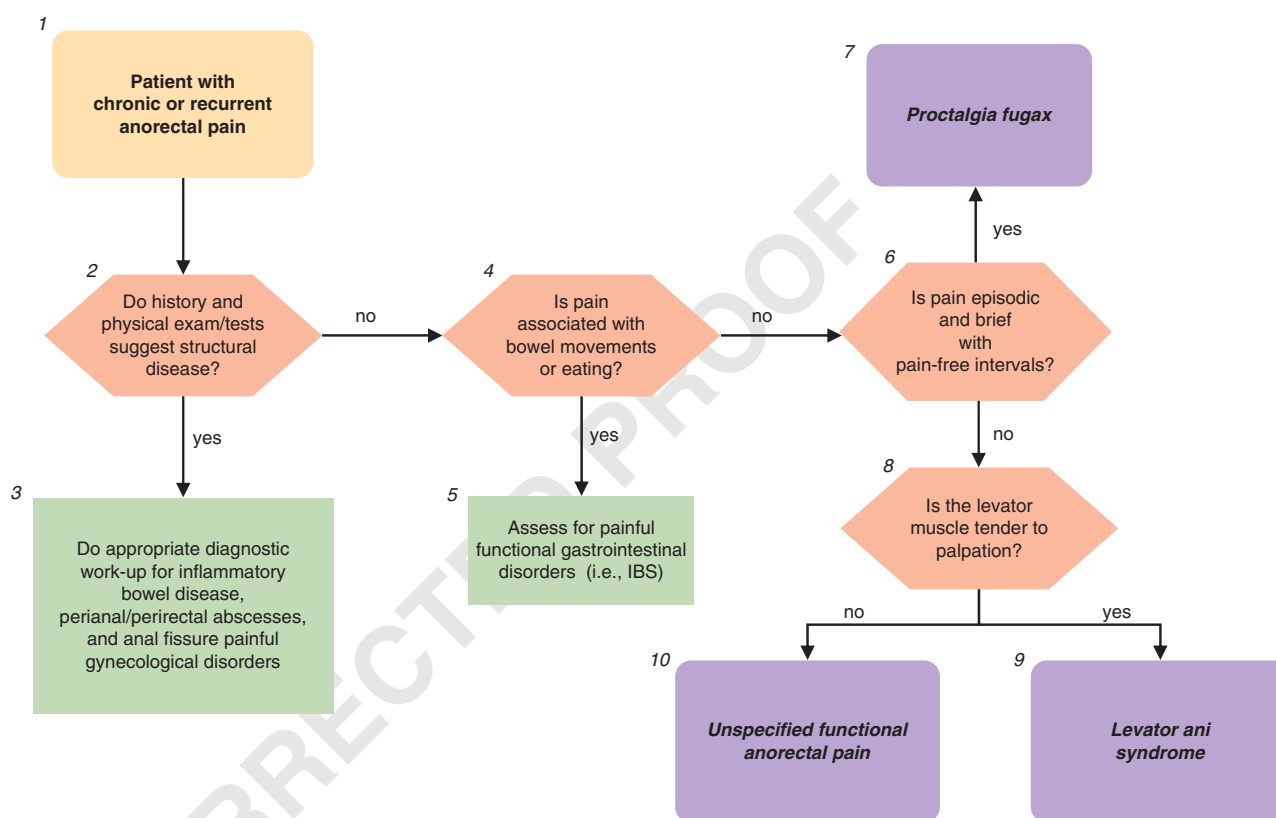 1
Patient with
chronic or recurrent
anorectal pain
2
Do history and
physical exam/tests
suggest structural
disease?
no
yes
3
Do appropriate diagnostic
work-up for inflammatory
bowel disease,
perianal/perirectal abscesses,
and anal fissure painful
gynecological disorders
4
Is pain
associated with
bowel movements
or eating?
no
yes
5
Assess for painful
functional gastrointestinal
disorders (i.e., IBS)
6
Is pain episodic
and brief
with
pain-free intervals?
yes
7
Proctalgia fugax
no
8
Is the levator
muscle tender to
palpation?
no
yes
10
Unspecified functional
anorectal pain
9
Levator ani
syndrome
PROOF